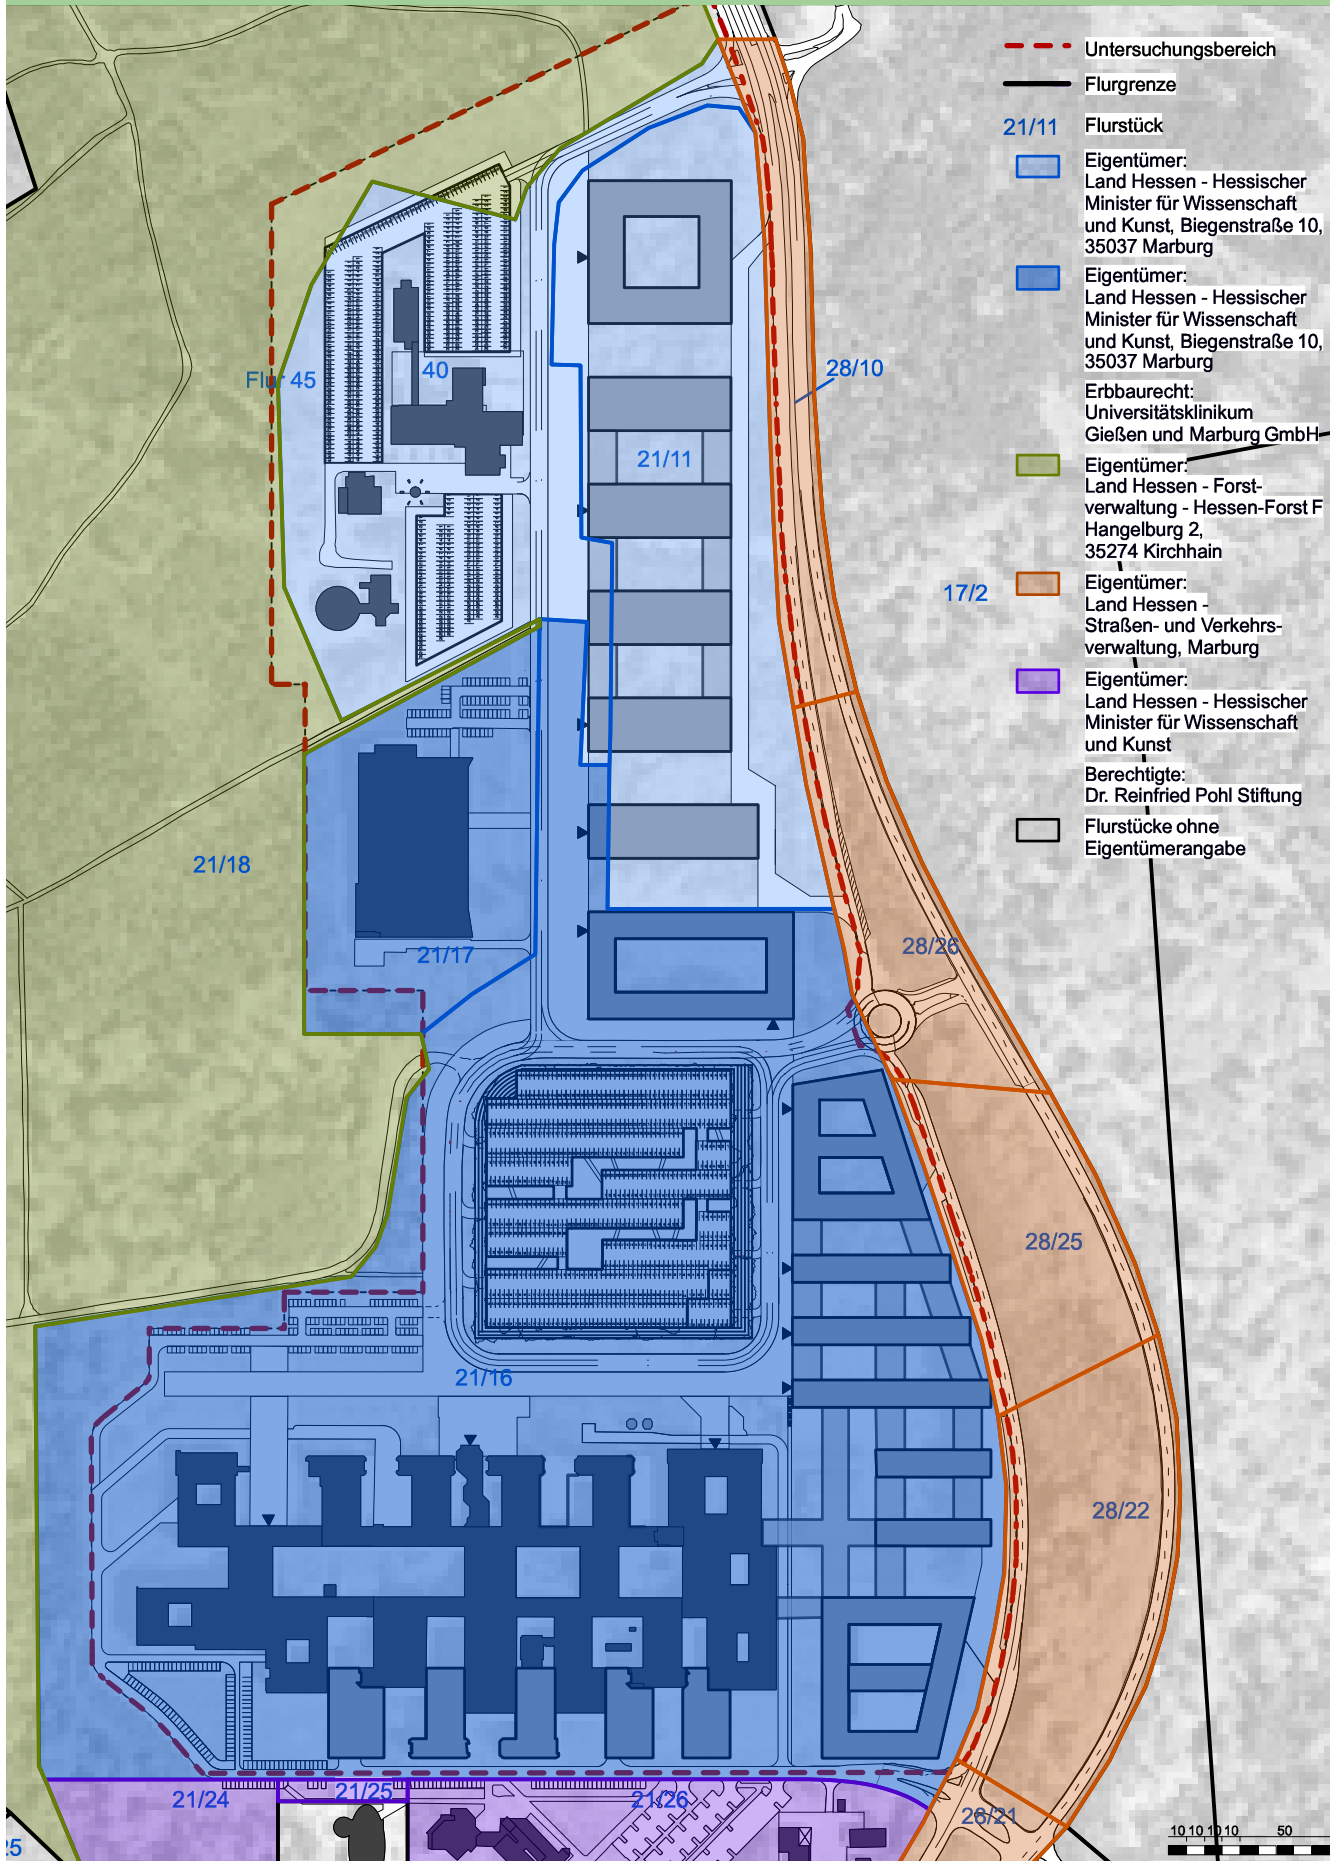 Untersuchungsbereich
Flurgrenze
21/11 Flurstück
Eigentümer:
Land Hessen - Hessischer
Minister für Wissenschaft
und Kunst, Biegenstraße 10,
35037 Marburg
Eigentümer:
Land Hessen - Hessischer
Minister für Wissenschaft
und Kunst, Biegenstraße 10,
35037 Marburg
Erbbaurecht:
Universitätsklinikum
Gießen und Marburg GmbH
Eigentümer:
Land Hessen - Forst-
verwaltung - Hessen-Forst F
Hangelburg 2,
35274 Kirchhain
Eigentümer:
Land Hessen -
Straßen- und Verkehrs-
verwaltung, Marburg
Eigentümer:
Land Hessen - Hessischer
Minister für Wissenschaft
und Kunst
Berechtigte:
Dr. Reinfried Pohl Stiftung
Flurstücke ohne
Eigentümerangabe
Flur 45
40
28/10
21/11
17/2
21/18
21/17
28/26
28/25
21/16
28/22
21/24
21/25
21/26
28/21
25
10 10 10 10 50